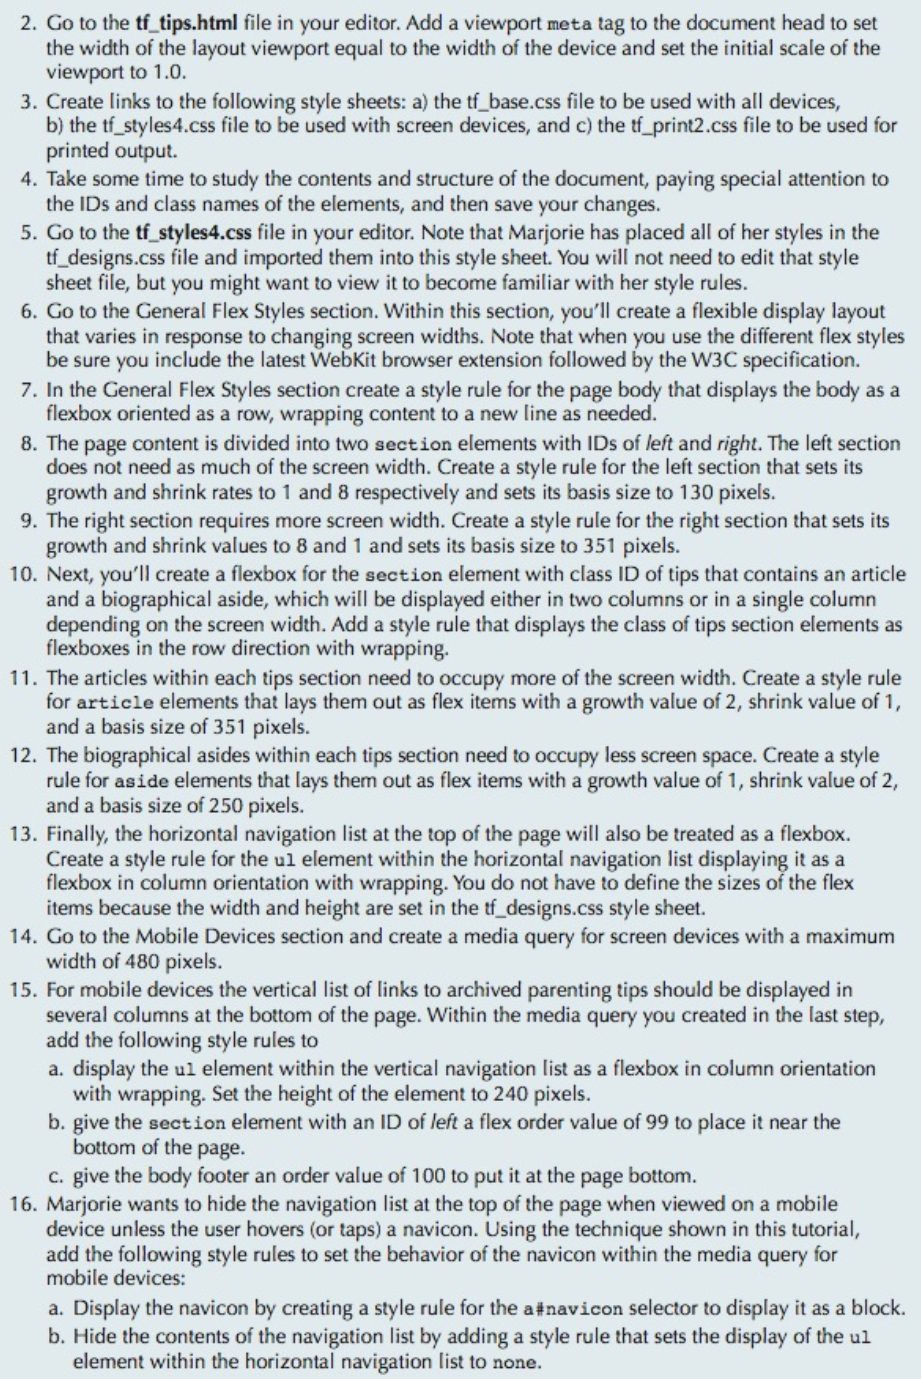 2. Go to the tf_tips.html file in your editor. Add a viewport meta tag to the document head to set
the width of the layout viewport equal to the width of the device and set the initial scale of the
viewport to 1.0.
3. Create links to the following style sheets: a) the tf_base.css file to be used with all devices,
b) the tf_styles4.css file to be used with screen devices, and c) the tf_print2.css file to be used for
printed output.
4. Take some time to study the contents and structure of the document, paying special attention to
the IDs and class names of the elements, and then save your changes.
5. Go to the tf_styles4.css file in your editor. Note that Marjorie has placed all of her styles in the
tf_designs.css file and imported them into this style sheet. You will not need to edit that style
sheet file, but you might want to view it to become familiar with her style rules.
6. Go to the General Flex Styles section. Within this section, you'll create a flexible display layout
that varies in response to changing screen widths. Note that when you use the different flex styles
be sure you include the latest WebKit browser extension followed by the W3C specification.
7. In the General Flex Styles section create a style rule for the page body that displays the body as a
flexbox oriented as a row, wrapping content to a new line as needed.
8. The page content is divided into two section elements with IDs of left and right. The left section
does not need as much of the screen width. Create a style rule for the left section that sets its
growth and shrink rates to 1 and 8 respectively and sets its basis size to 130 pixels.
9. The right section requires more screen width. Create a style rule for the right section that sets its
growth and shrink values to 8 and 1 and sets its basis size to 351 pixels.
10. Next, you'll create a flexbox for the section element with class ID of tips that contains an article
and a biographical aside, which will be displayed either in two columns or in a single column
depending on the screen width. Add a style rule that displays the class of tips section elements as
flexboxes in the row direction with wrapping.
11. The articles within each tips section need to occupy more of the screen width. Create a style rule
for article elements that lays them out as flex items with a growth value of 2, shrink value of 1,
and a basis size of 351 pixels.
12. The biographical asides within each tips section need to occupy less screen space. Create a style
rule for aside elements that lays them out as flex items with a growth value of 1, shrink value of 2,
and a basis size of 250 pixels.
13. Finally, the horizontal navigation list at the top of the page will also be treated as a flexbox.
Create a style rule for the ul element within the horizontal navigation list displaying it as a
flexbox in column orientation with wrapping. You do not have to define the sizes of the flex
items because the width and height are set in the tf_designs.css style sheet.
14. Go to the Mobile Devices section and create a media query for screen devices with a maximum
width of 480 pixels.
15. For mobile devices the vertical list of links to archived parenting tips should be displayed in
several columns at the bottom of the page. Within the media query you created in the last step,
add the following style rules to
a. display the ul element within the vertical navigation list as a flexbox in column orientation
with wrapping. Set the height of the element to 240 pixels.
b. give the section element with an ID of left a flex order value of 99 to place it near the
bottom of the page.
c. give the body footer an order value of 100 to put it at the page bottom.
16. Marjorie wants to hide the navigation list at the top of the page when viewed on a mobile
device unless the user hovers (or taps) a navicon. Using the technique shown in this tutorial,
add the following style rules to set the behavior of the navicon within the media query for
mobile devices:
a. Display the navicon by creating a style rule for the a#navicon selector to display it as a block.
b. Hide the contents of the navigation list by adding a style rule that sets the display of the ul
element within the horizontal navigation list to none.